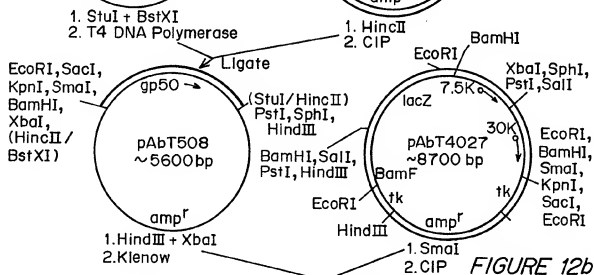 1. StuI + BstXI
2. T4 DNA Polymerase
1. HincII
2. CIP
Ligate
EcoRI, SacI,
KpnI, SmaI,
BamHI,
XbaI,
(HincII/
BstXI)
gp50
(StuI/HincII)
PstI, SphI,
HindIII
pAbT508
~5600bp
ampr
1. HindIII + XbaI
2. Klenow
EcoRI
BamHI
lacZ
7.5K
XbaI, SphI,
PstI, SalI
30K
BamHI, SalI,
PstI, HindIII
pAbT4027
~8700 bp
EcoRI,
BamHI,
SmaI,
KpnI,
SacI,
EcoRI
BamF
EcoRI
tk
tk
HindIII
ampr
1. SmaI
2. CIP
FIGURE 12b